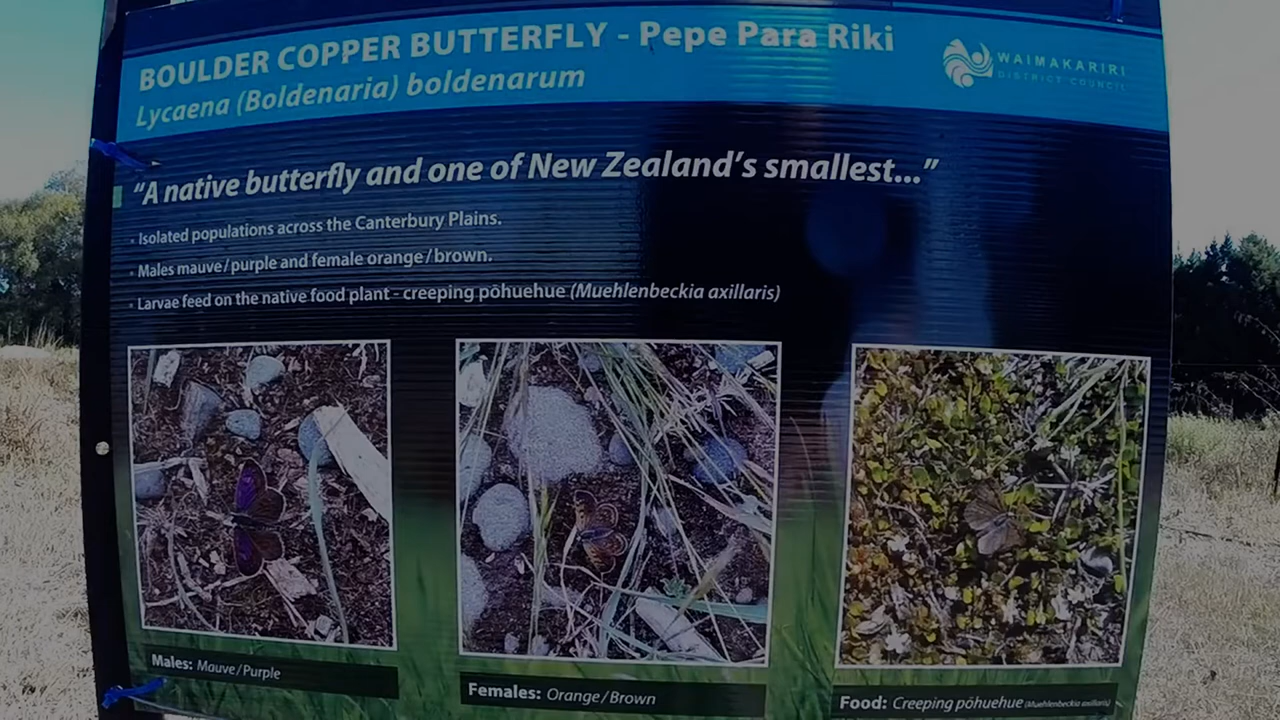 BOULDER COPPER BUTTERFLY - Pepe Para Riki
Lycaena (Boldenaria) boldenarum
WAIMAKARIRI
DISTRICT COUNCIL
“A native butterfly and one of New Zealand’s smallest...”
- Isolated populations across the Canterbury Plains.
- Males mauve/purple and female orange/brown.
- Larvae feed on the native food plant - creeping pōhuehue (Muehlenbeckia axillaris)
Males: Mauve/Purple
Females: Orange/Brown
Food: Creeping pōhuehue (Muehlenbeckia axillaris)